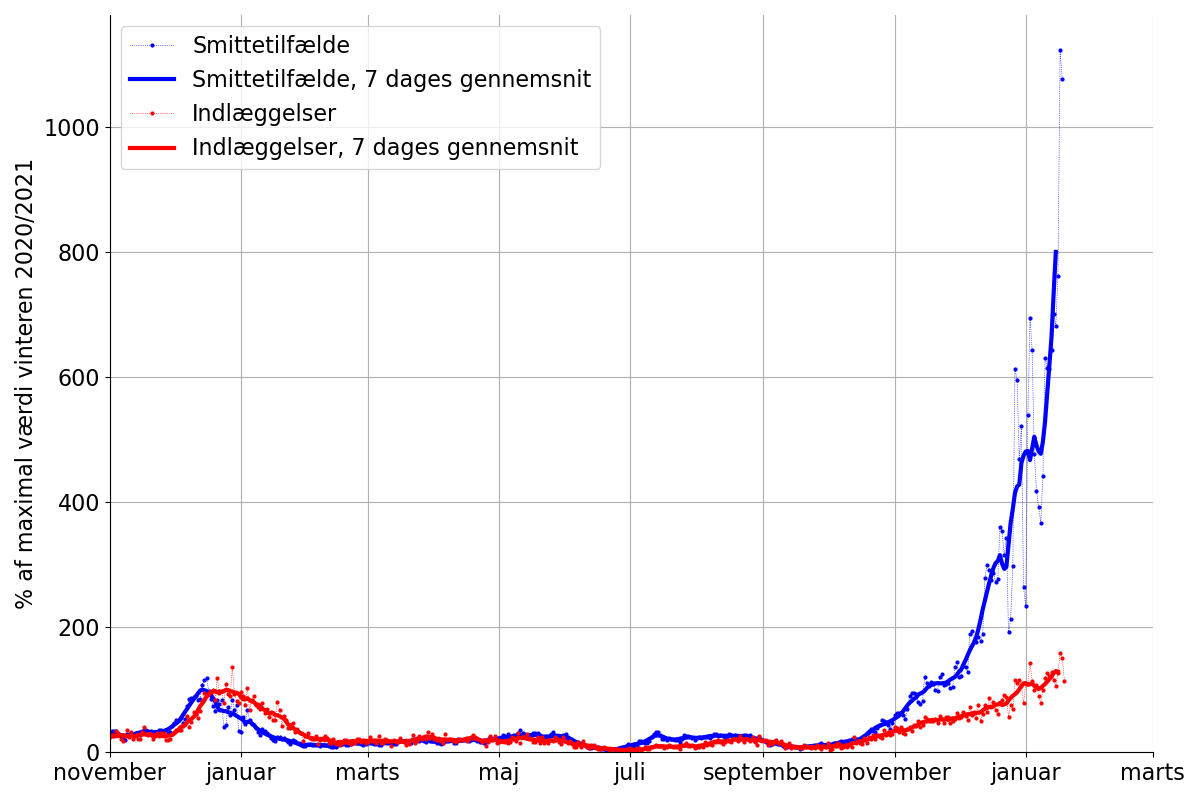 Smittetilfælde
Smittetilfælde, 7 dages gennemsnit
Indlæggelser
Indlæggelser, 7 dages gennemsnit
% af maximal værdi vinteren 2020/2021
1000
800
600
400
200
0
november januar marts maj juli september november januar marts